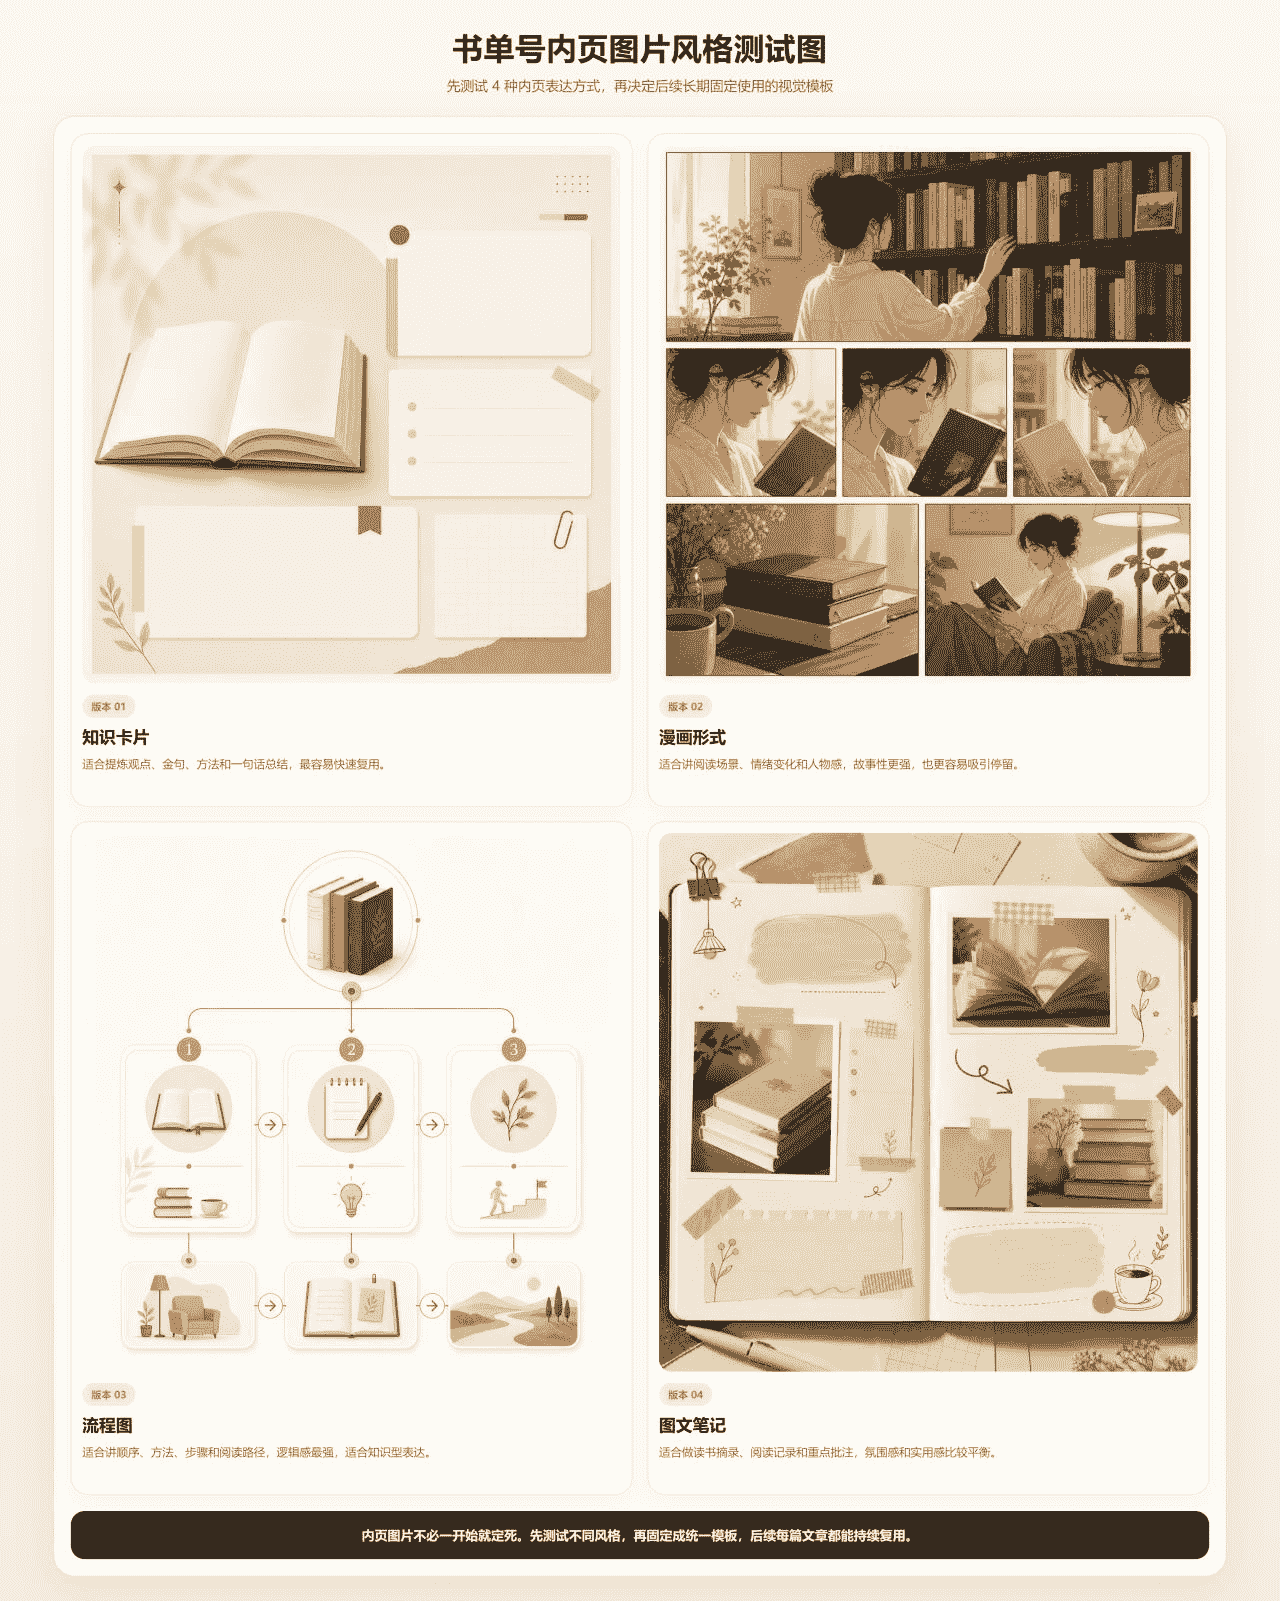 书单号内页图片风格测试图
先测试 4 种内页表达方式，再决定后续长期固定使用的视觉模板
版本 01
知识卡片
适合提炼观点、金句、方法和一句话总结，最容易快速复用。
版本 02
漫画形式
适合讲阅读场景、情绪变化和人物感，故事性更强，也更容易吸引停留。
1
2
3
版本 03
流程图
适合讲顺序、方法、步骤和阅读路径，逻辑感最强，适合知识型表达。
版本 04
图文笔记
适合做读书摘录、阅读记录和重点批注，氛围感和实用感比较平衡。
内页图片不必一开始就定死。先测试不同风格，再固定成统一模板，后续每篇文章都能持续复用。